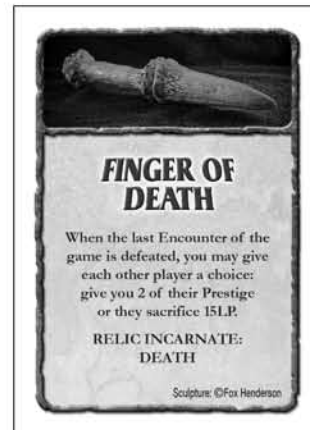 FINGER OF
DEATH
When the last Encounter of the
game is defeated, you may give
each other player a choice:
give you 2 of their Prestige
or they sacrifice 15LP.
RELIC INCARNATE:
DEATH
Sculpture: ©Fox Henderson